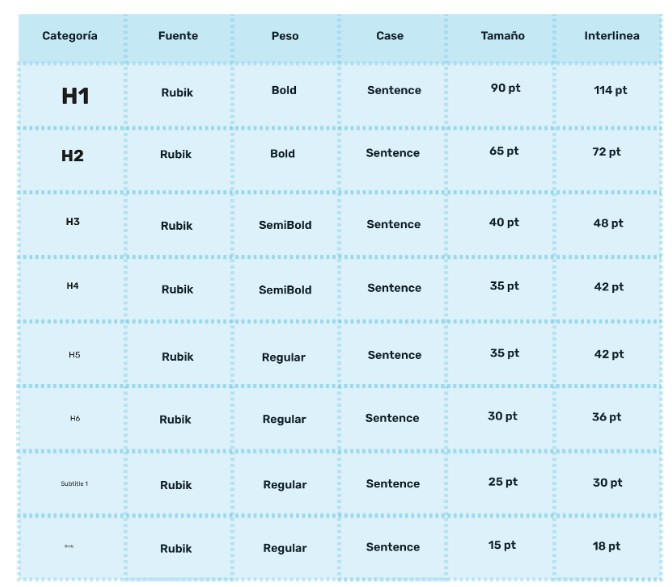 Categoría Fuente Peso Case Tamaño Interlinea
H1 Rubik Bold Sentence 90 pt 114 pt
H2 Rubik Bold Sentence 65 pt 72 pt
H3 Rubik SemiBold Sentence 40 pt 48 pt
H4 Rubik SemiBold Sentence 35 pt 42 pt
H5 Rubik Regular Sentence 35 pt 42 pt
H6 Rubik Regular Sentence 30 pt 36 pt
Subtitle 1 Rubik Regular Sentence 25 pt 30 pt
Rubik Regular Sentence 15 pt 18 pt